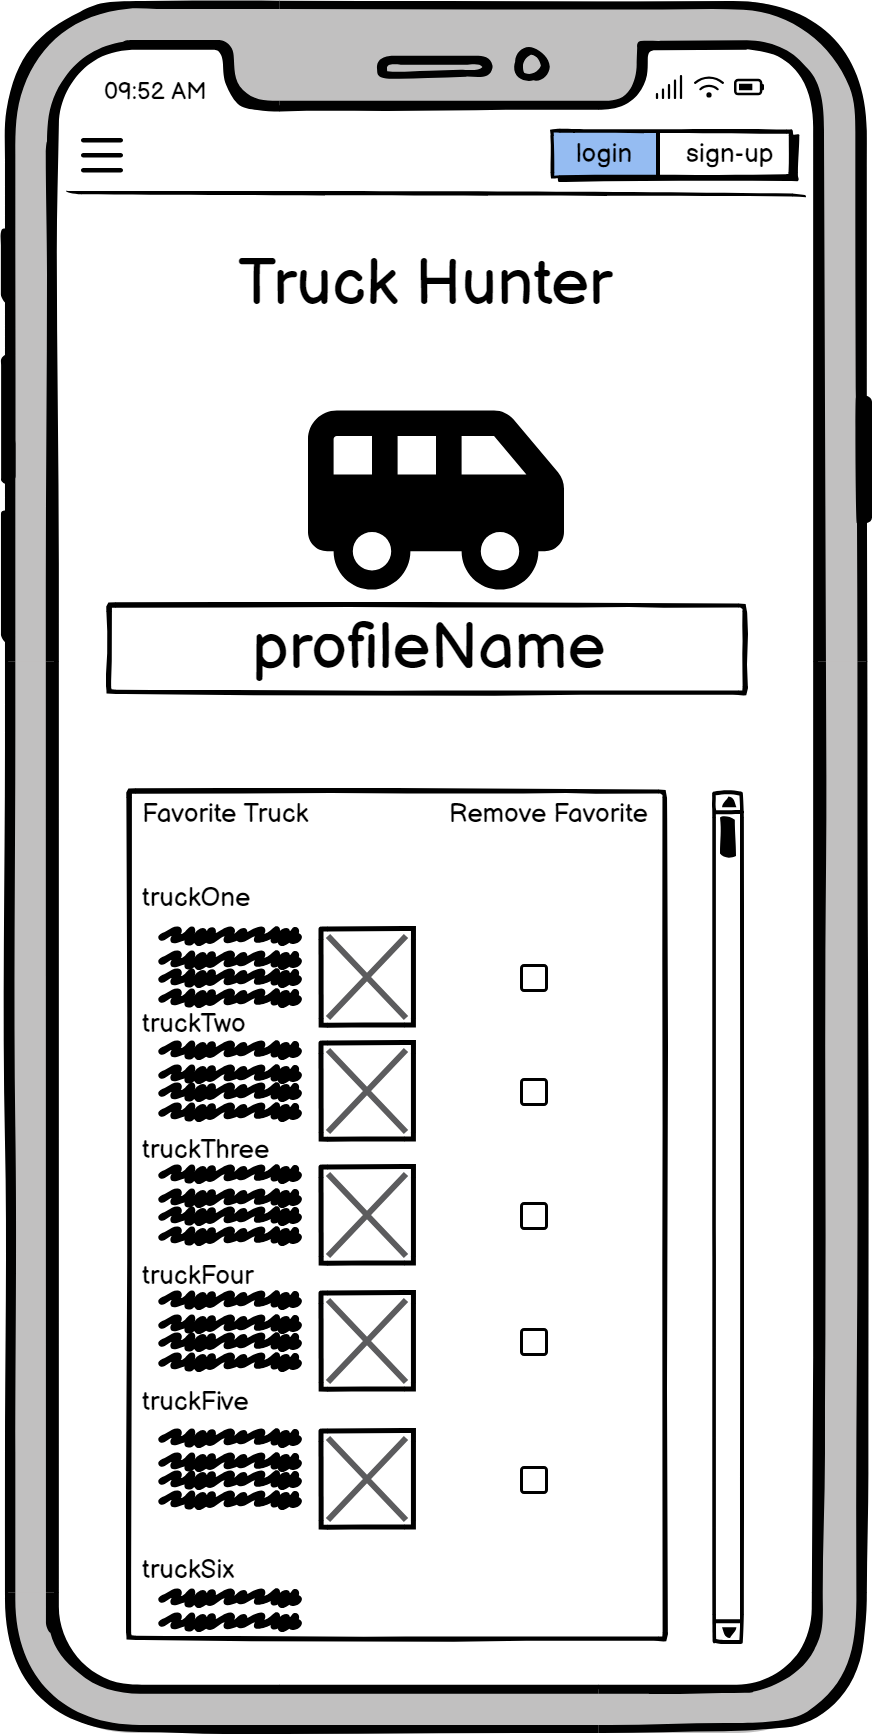 09:52 AM
login sign-up
Truck Hunter
profileName
Favorite Truck Remove Favorite
truckOne
truckTwo
truckThree
truckFour
truckFive
truckSix